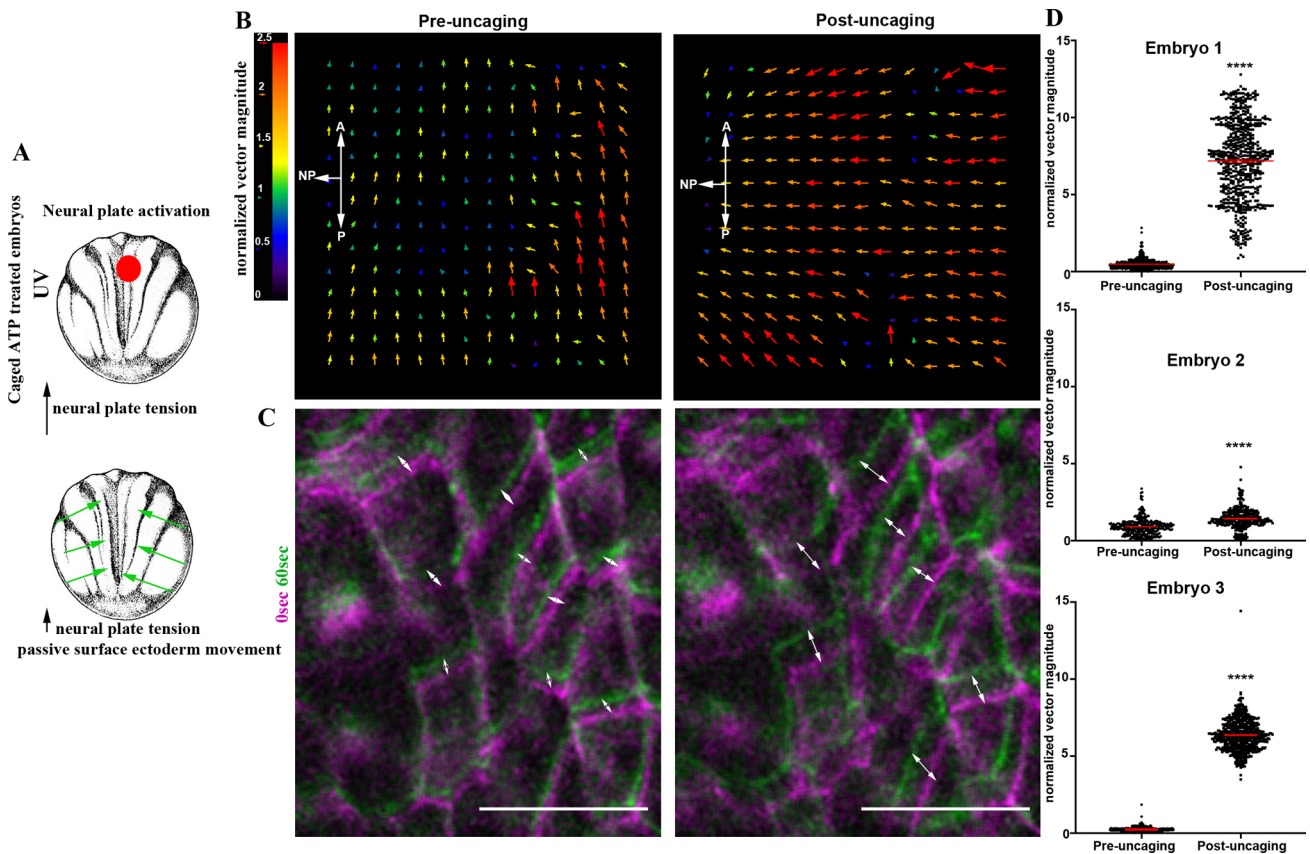 A
Caged ATP treated embryos
UV
Neural plate activation
neural plate tension
neural plate tension
passive surface ectoderm movement
B
Pre-uncaging
Post-uncaging
normalized vector magnitude
2.5
2
1.5
1
0.5
0
A
NP
P
A
NP
P
C
0sec 60sec
D
Embryo 1
normalized vector magnitude
15
10
5
0
****
Pre-uncaging
Post-uncaging
Embryo 2
normalized vector magnitude
15
10
5
0
****
Pre-uncaging
Post-uncaging
Embryo 3
normalized vector magnitude
15
10
5
0
****
Pre-uncaging
Post-uncaging